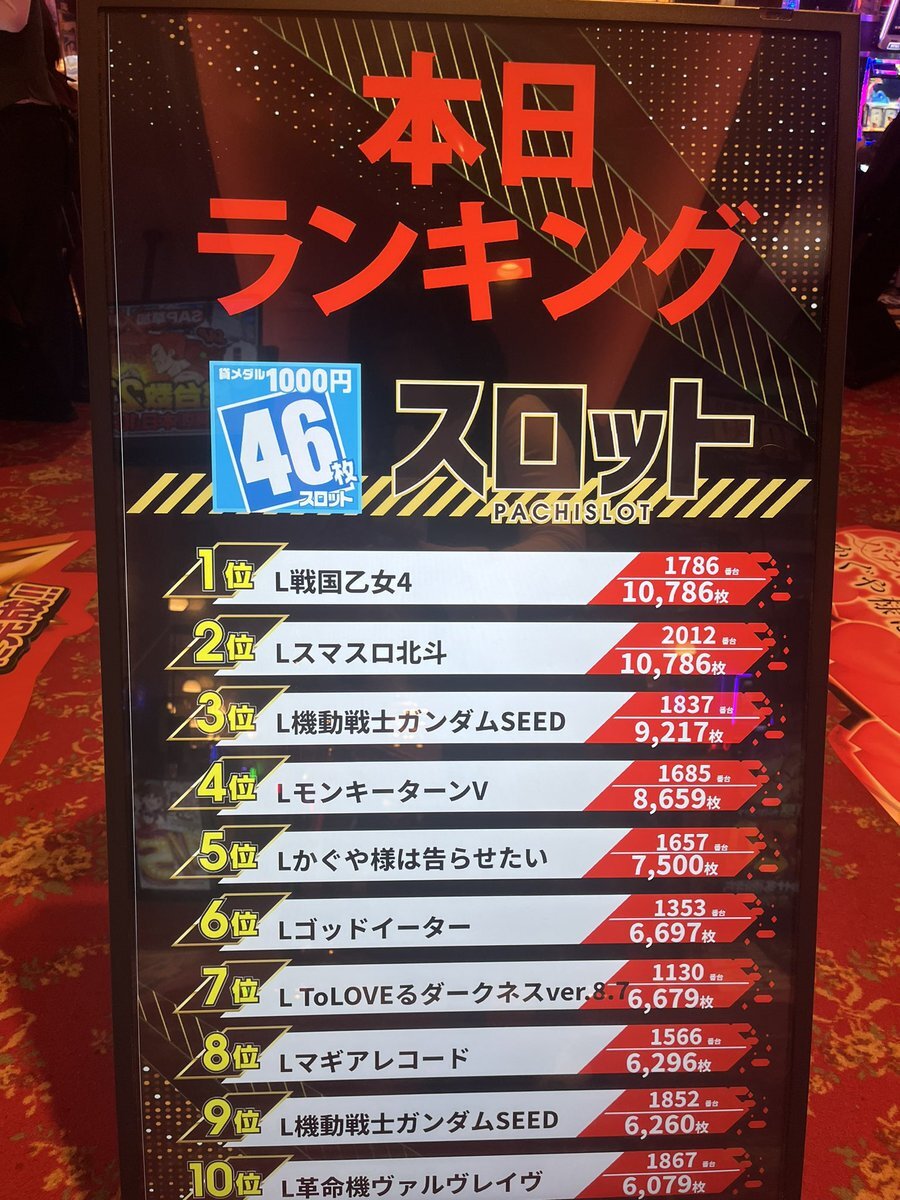 本日
ランキング
貸メダル1000円
46枚
スロット
スロット
PACHISLOT
1位 L戦国乙女4 1786番台 10,786枚
2位 Lスマスロ北斗 2012番台 10,786枚
3位 L機動戦士ガンダムSEED 1837番台 9,217枚
4位 LモンキーターンV 1685番台 8,659枚
5位 Lかぐや様は告らせたい 1657番台 7,500枚
6位 Lゴッドイーター 1353番台 6,697枚
7位 L ToLOVEるダークネスver.8.7 1130番台 6,679枚
8位 Lマギアレコード 1566番台 6,296枚
9位 L機動戦士ガンダムSEED 1852番台 6,260枚
10位 L革命機ヴァルヴレイヴ 1867番台 6,079枚